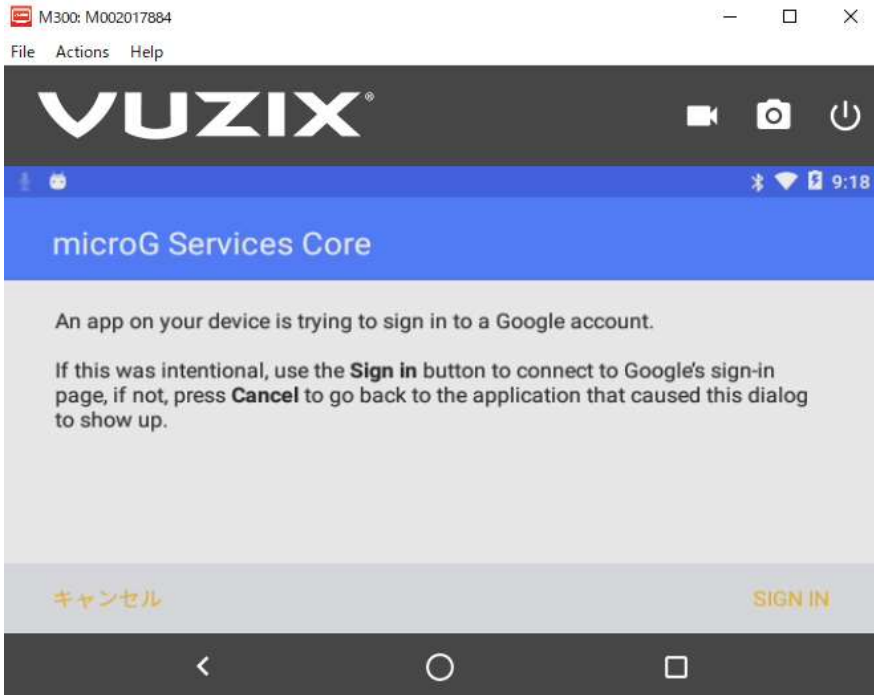 M300: M002017884
File Actions Help
VUZIX®
9:18
microG Services Core
An app on your device is trying to sign in to a Google account.
If this was intentional, use the Sign in button to connect to Google's sign-in
page, if not, press Cancel to go back to the application that caused this dialog
to show up.
キャンセル SIGN IN